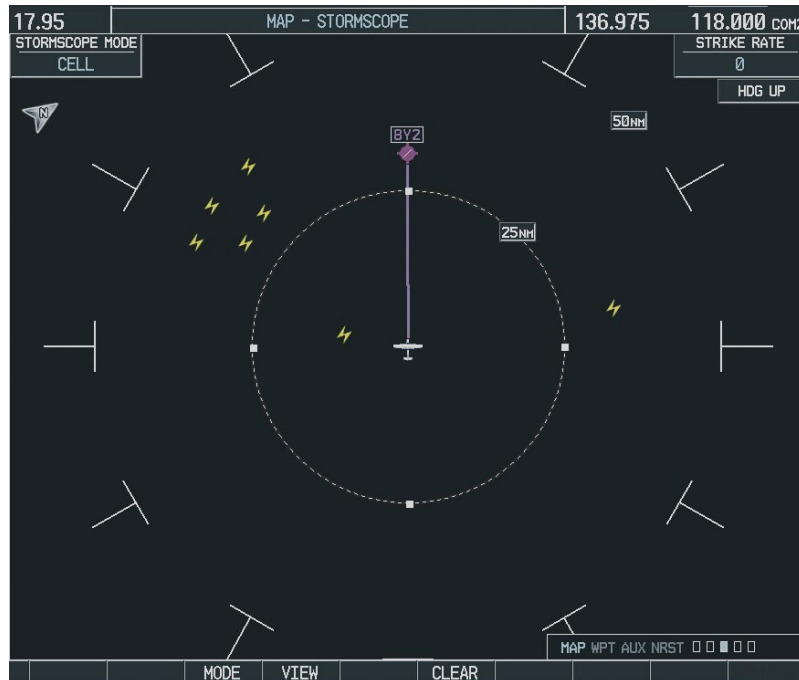 17.95 MAP - STORMSCOPE 136.975 118.000 COM2
STORMSCOPE MODE
CELL
STRIKE RATE
0
HDG UP
N
50NM
8Y2
25NM
MAP WPT AUX NRST
MODE VIEW CLEAR